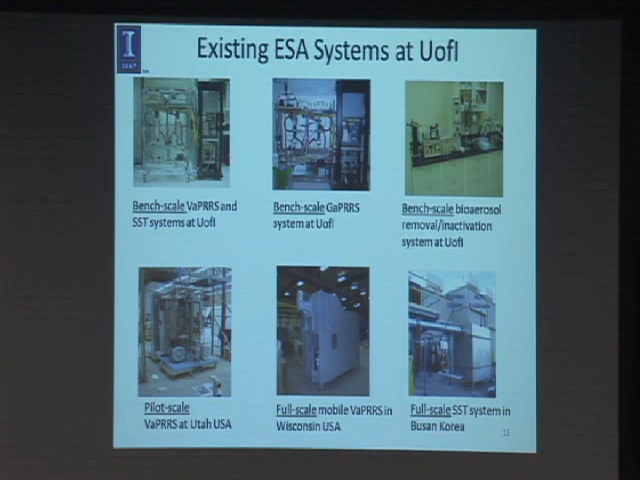 Existing ESA Systems at UofI
I
1867
Bench-scale VaPRRS and
SST systems at UofI
Bench-scale GaPRRS
system at UofI
Bench-scale bioaerosol
removal/inactivation
system at UofI
Pilot-scale
VaPRRS at Utah USA
Full-scale mobile VaPRRS in
Wisconsin USA
Full-scale SST system in
Busan Korea
13